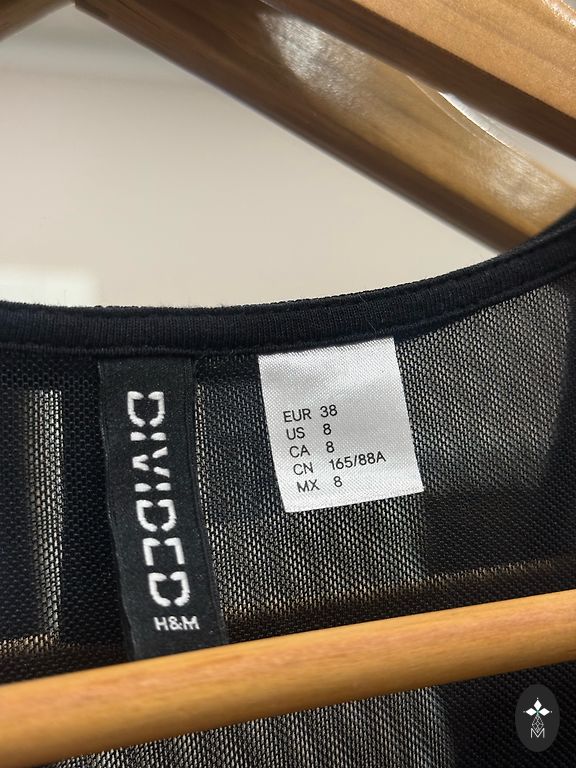 DIVIDED
H&M
EUR 38
US 8
CA 8
CN 165/88A
MX 8
M